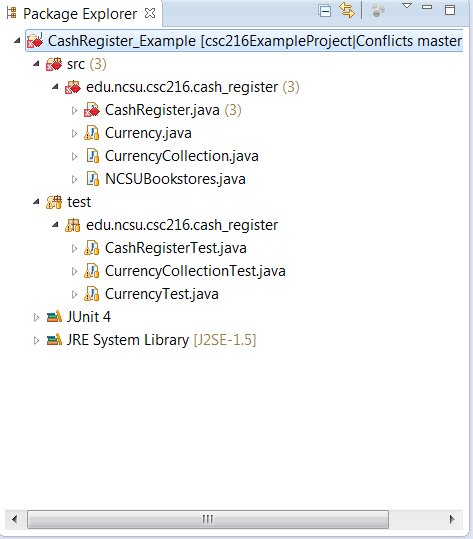 Package Explorer
CashRegister_Example [csc216ExampleProject|Conflicts master
src (3)
edu.ncsu.csc216.cash_register (3)
CashRegister.java (3)
Currency.java
CurrencyCollection.java
NCSUBookstores.java
test
edu.ncsu.csc216.cash_register
CashRegisterTest.java
CurrencyCollectionTest.java
CurrencyTest.java
JUnit 4
JRE System Library [J2SE-1.5]